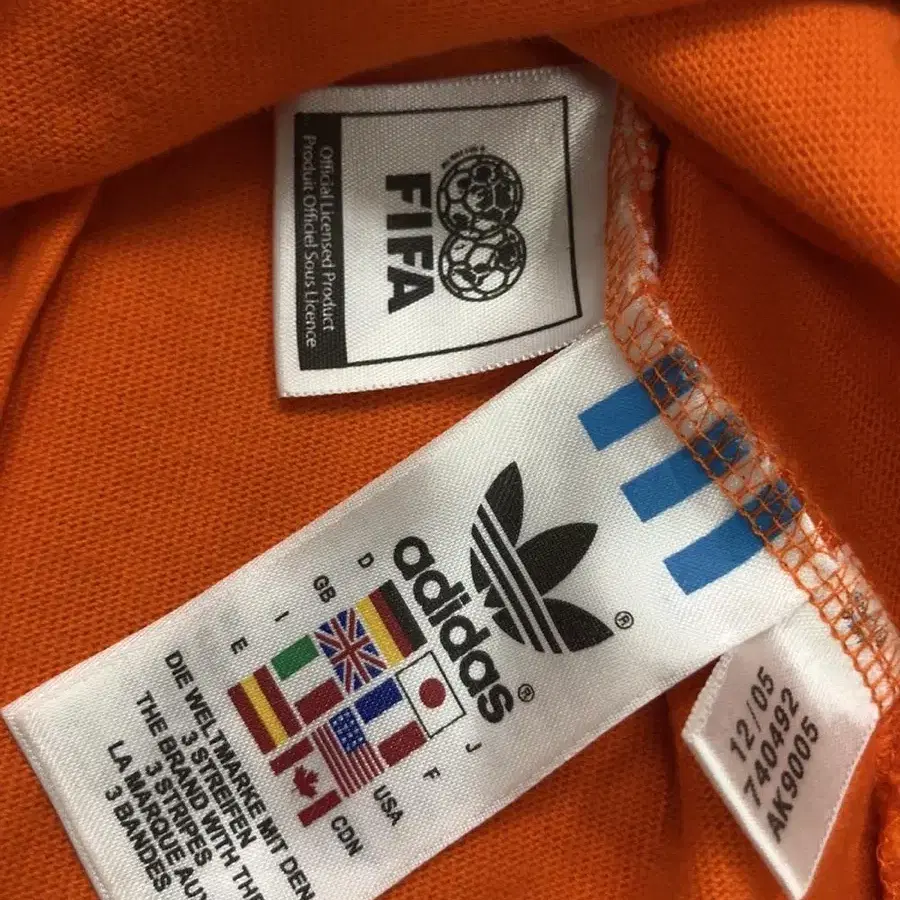 Official Licensed Product
Produit Officiel Sous Licence
FIFA
adidas
D
GB
I
E
J
F
USA
CDN
DIE WELTMARKE MIT DEN
3 STREIFEN
THE BRAND WITH THE
3 STRIPES
LA MARQUE AUX
3 BANDES
12/05
740492
AK9005